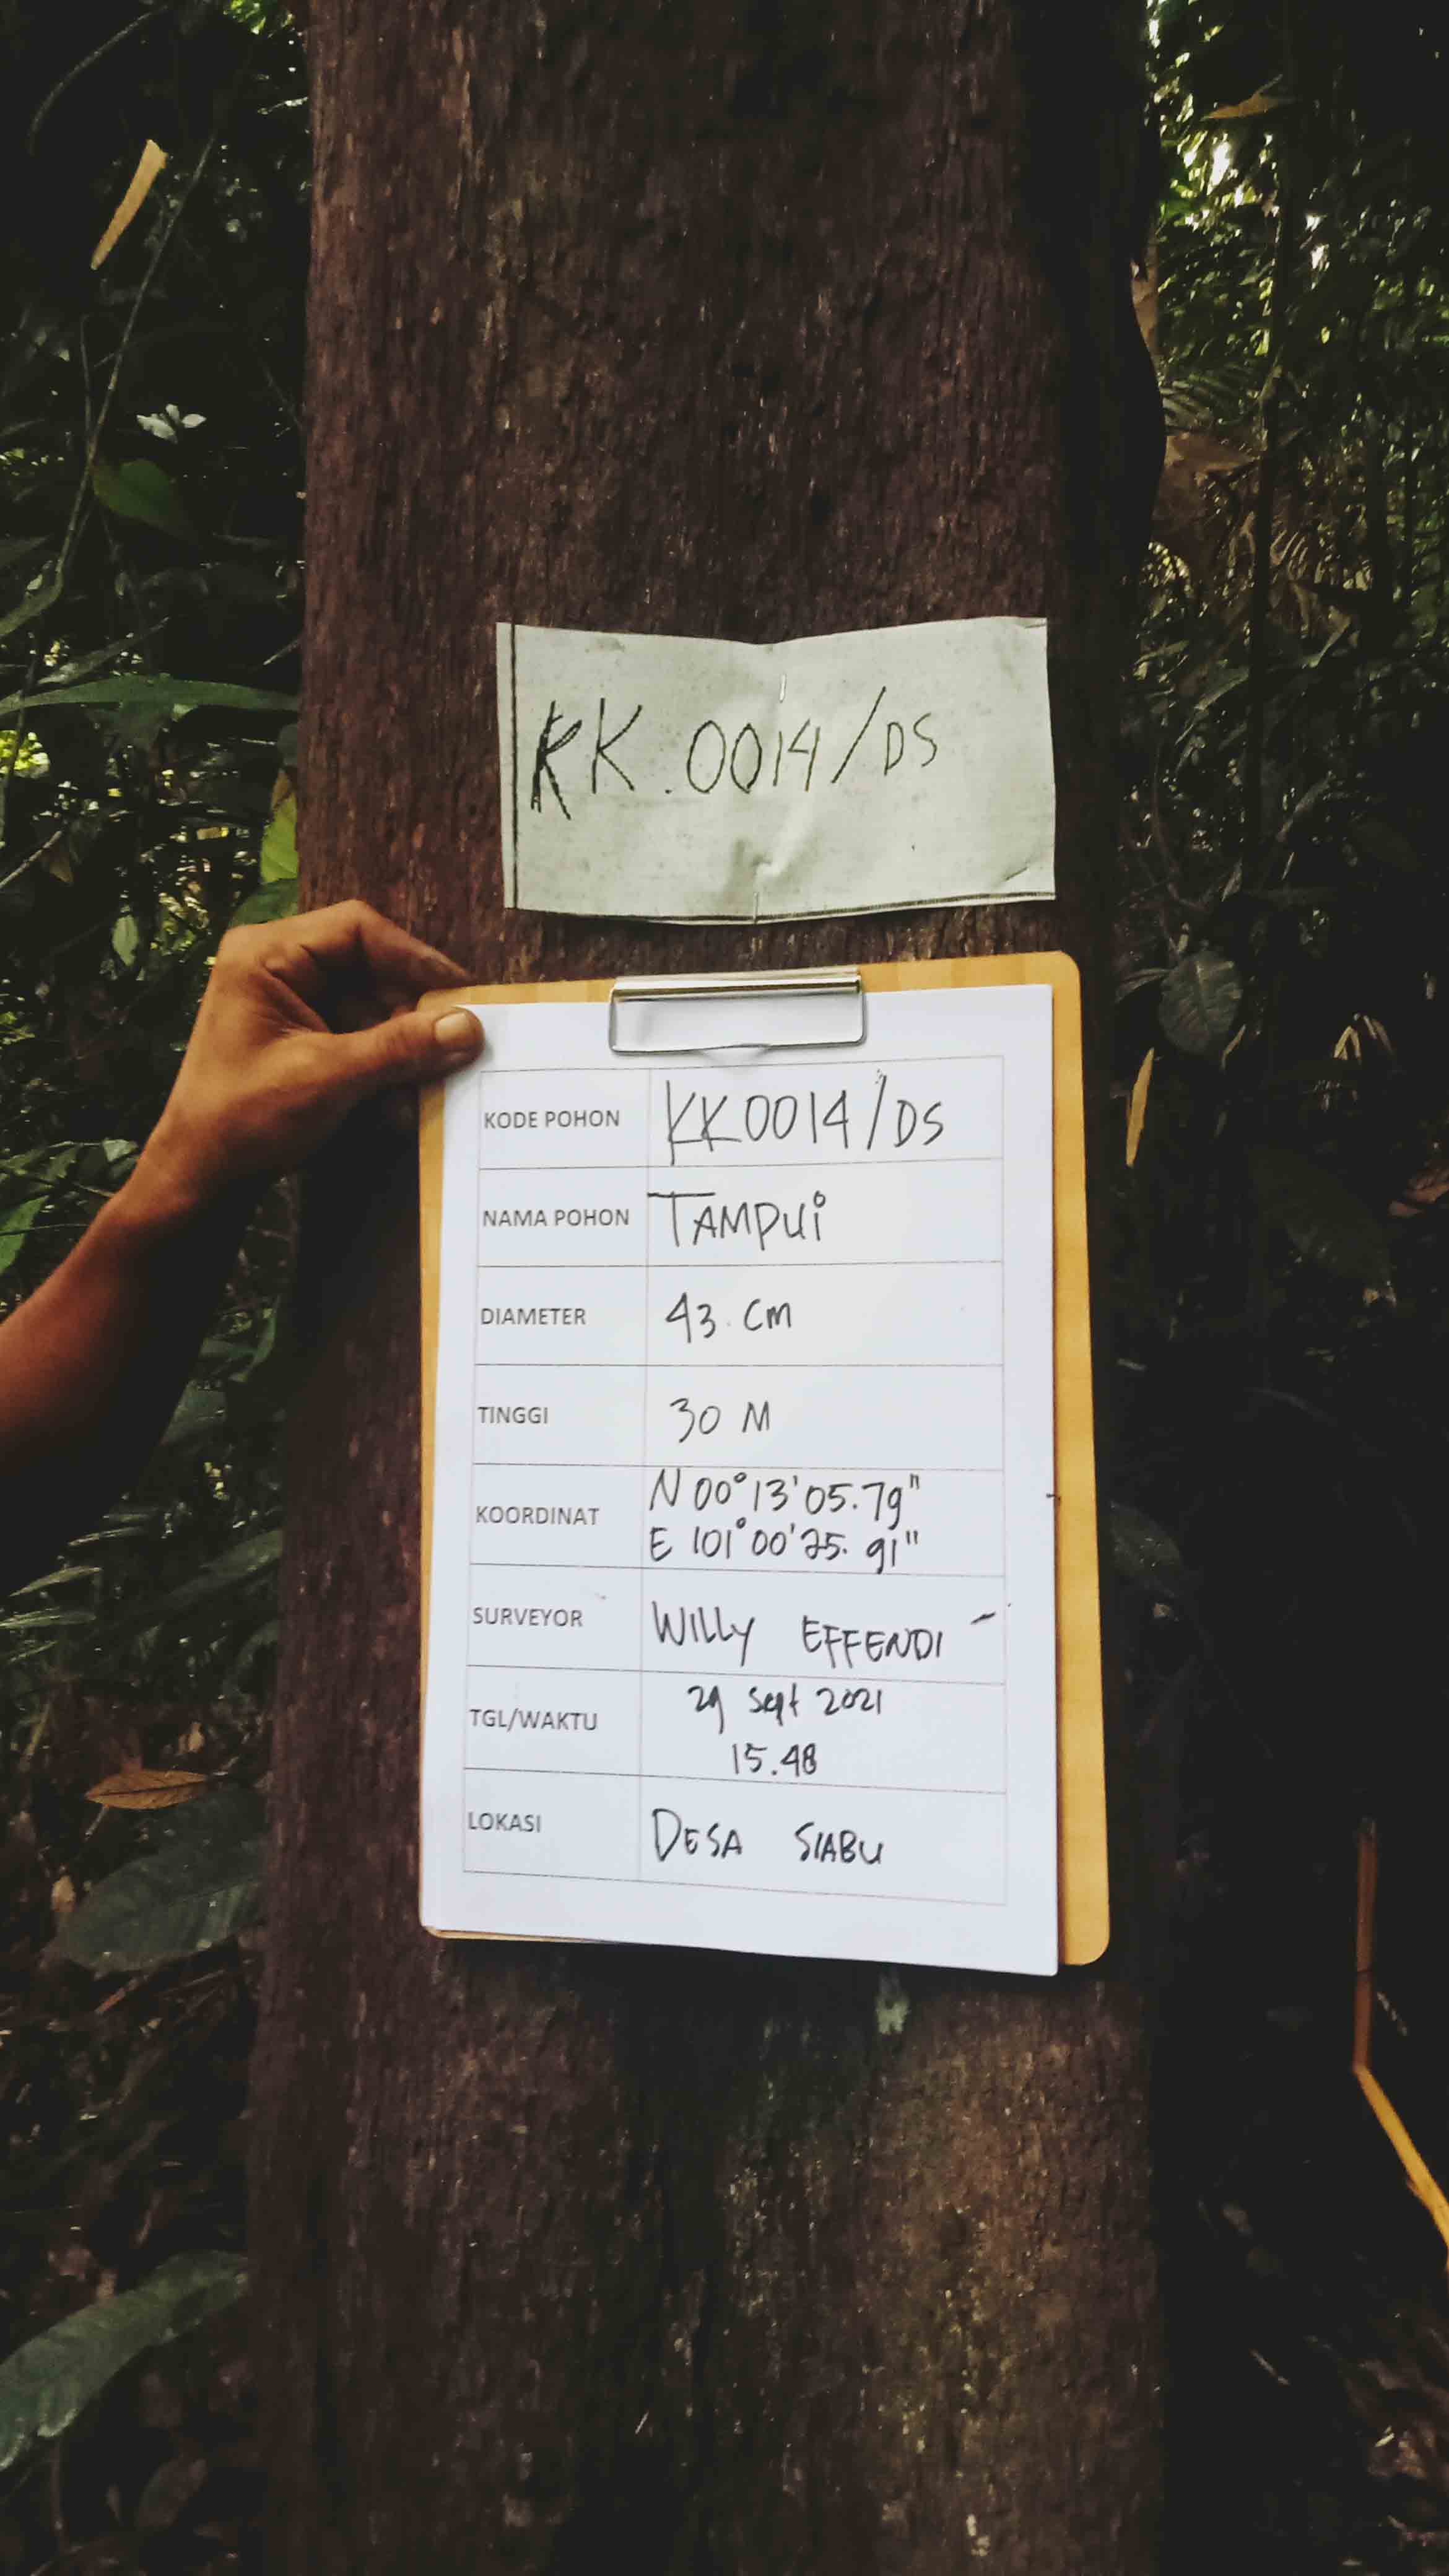 KK.0014/DS
KODE POHON KK0014/DS
NAMA POHON TAMPUi
DIAMETER 43 cm
TINGGI 30 M
KOORDINAT N 00°13'05.79"
E 101°00'25.91"
SURVEYOR WILLY EFFENDI
TGL/WAKTU 29 Sept 2021
15.48
LOKASI DESA SIABU